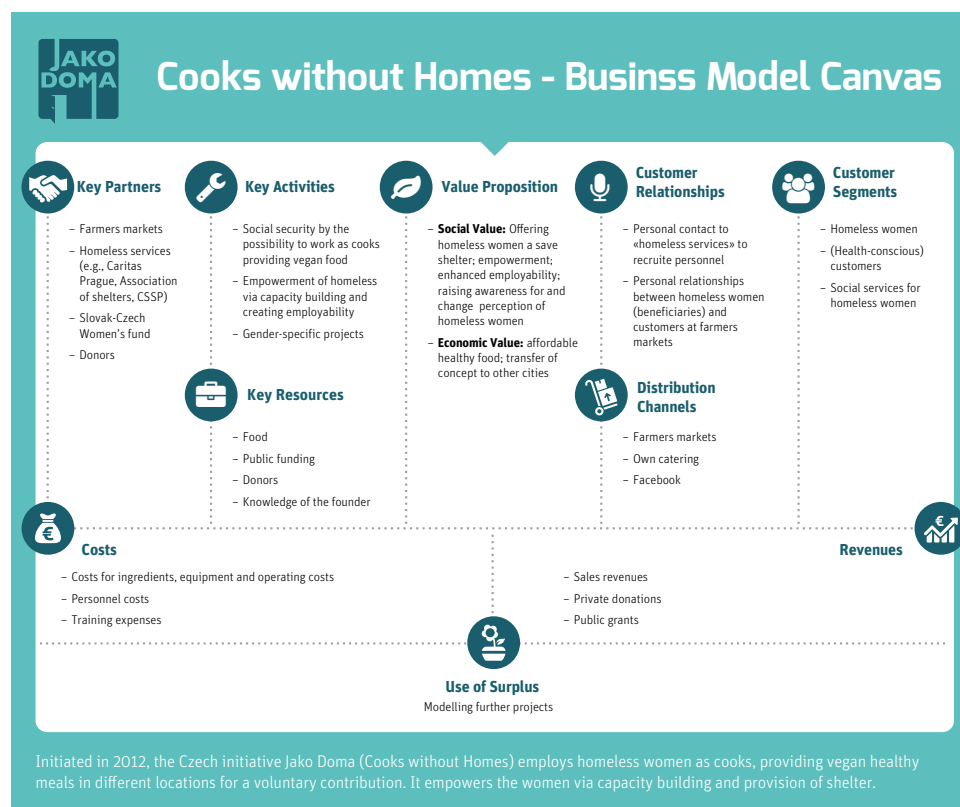 JAKO
DOMA
Cooks without Homes - Businss Model Canvas
Key Partners
– Farmers markets
– Homeless services
(e.g., Caritas
Prague, Association
of shelters, CSSP)
– Slovak-Czech
Women's fund
– Donors
Key Activities
– Social security by the
possibility to work as cooks
providing vegan food
– Empowerment of homeless
via capacity building and
creating employability
– Gender-specific projects
Key Resources
– Food
– Public funding
– Donors
– Knowledge of the founder
Value Proposition
– Social Value: Offering
homeless women a save
shelter; empowerment;
enhanced employability;
raising awareness for and
change perception of
homeless women
– Economic Value: affordable
healthy food; transfer of
concept to other cities
Customer
Relationships
– Personal contact to
«homeless services» to
recruite personnel
– Personal relationships
between homeless women
(beneficiaries) and
customers at farmers
markets
Distribution
Channels
– Farmers markets
– Own catering
– Facebook
Customer
Segments
– Homeless women
– (Health-conscious)
customers
– Social services for
homeless women
€
Costs
– Costs for ingredients, equipment and operating costs
– Personnel costs
– Training expenses
€
Revenues
– Sales revenues
– Private donations
– Public grants
Use of Surplus
Modelling further projects
Initiated in 2012, the Czech initiative Jako Doma (Cooks without Homes) employs homeless women as cooks, providing vegan healthy
meals in different locations for a voluntary contribution. It empowers the women via capacity building and provision of shelter.